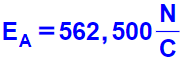 E_A = 562,500 N/C